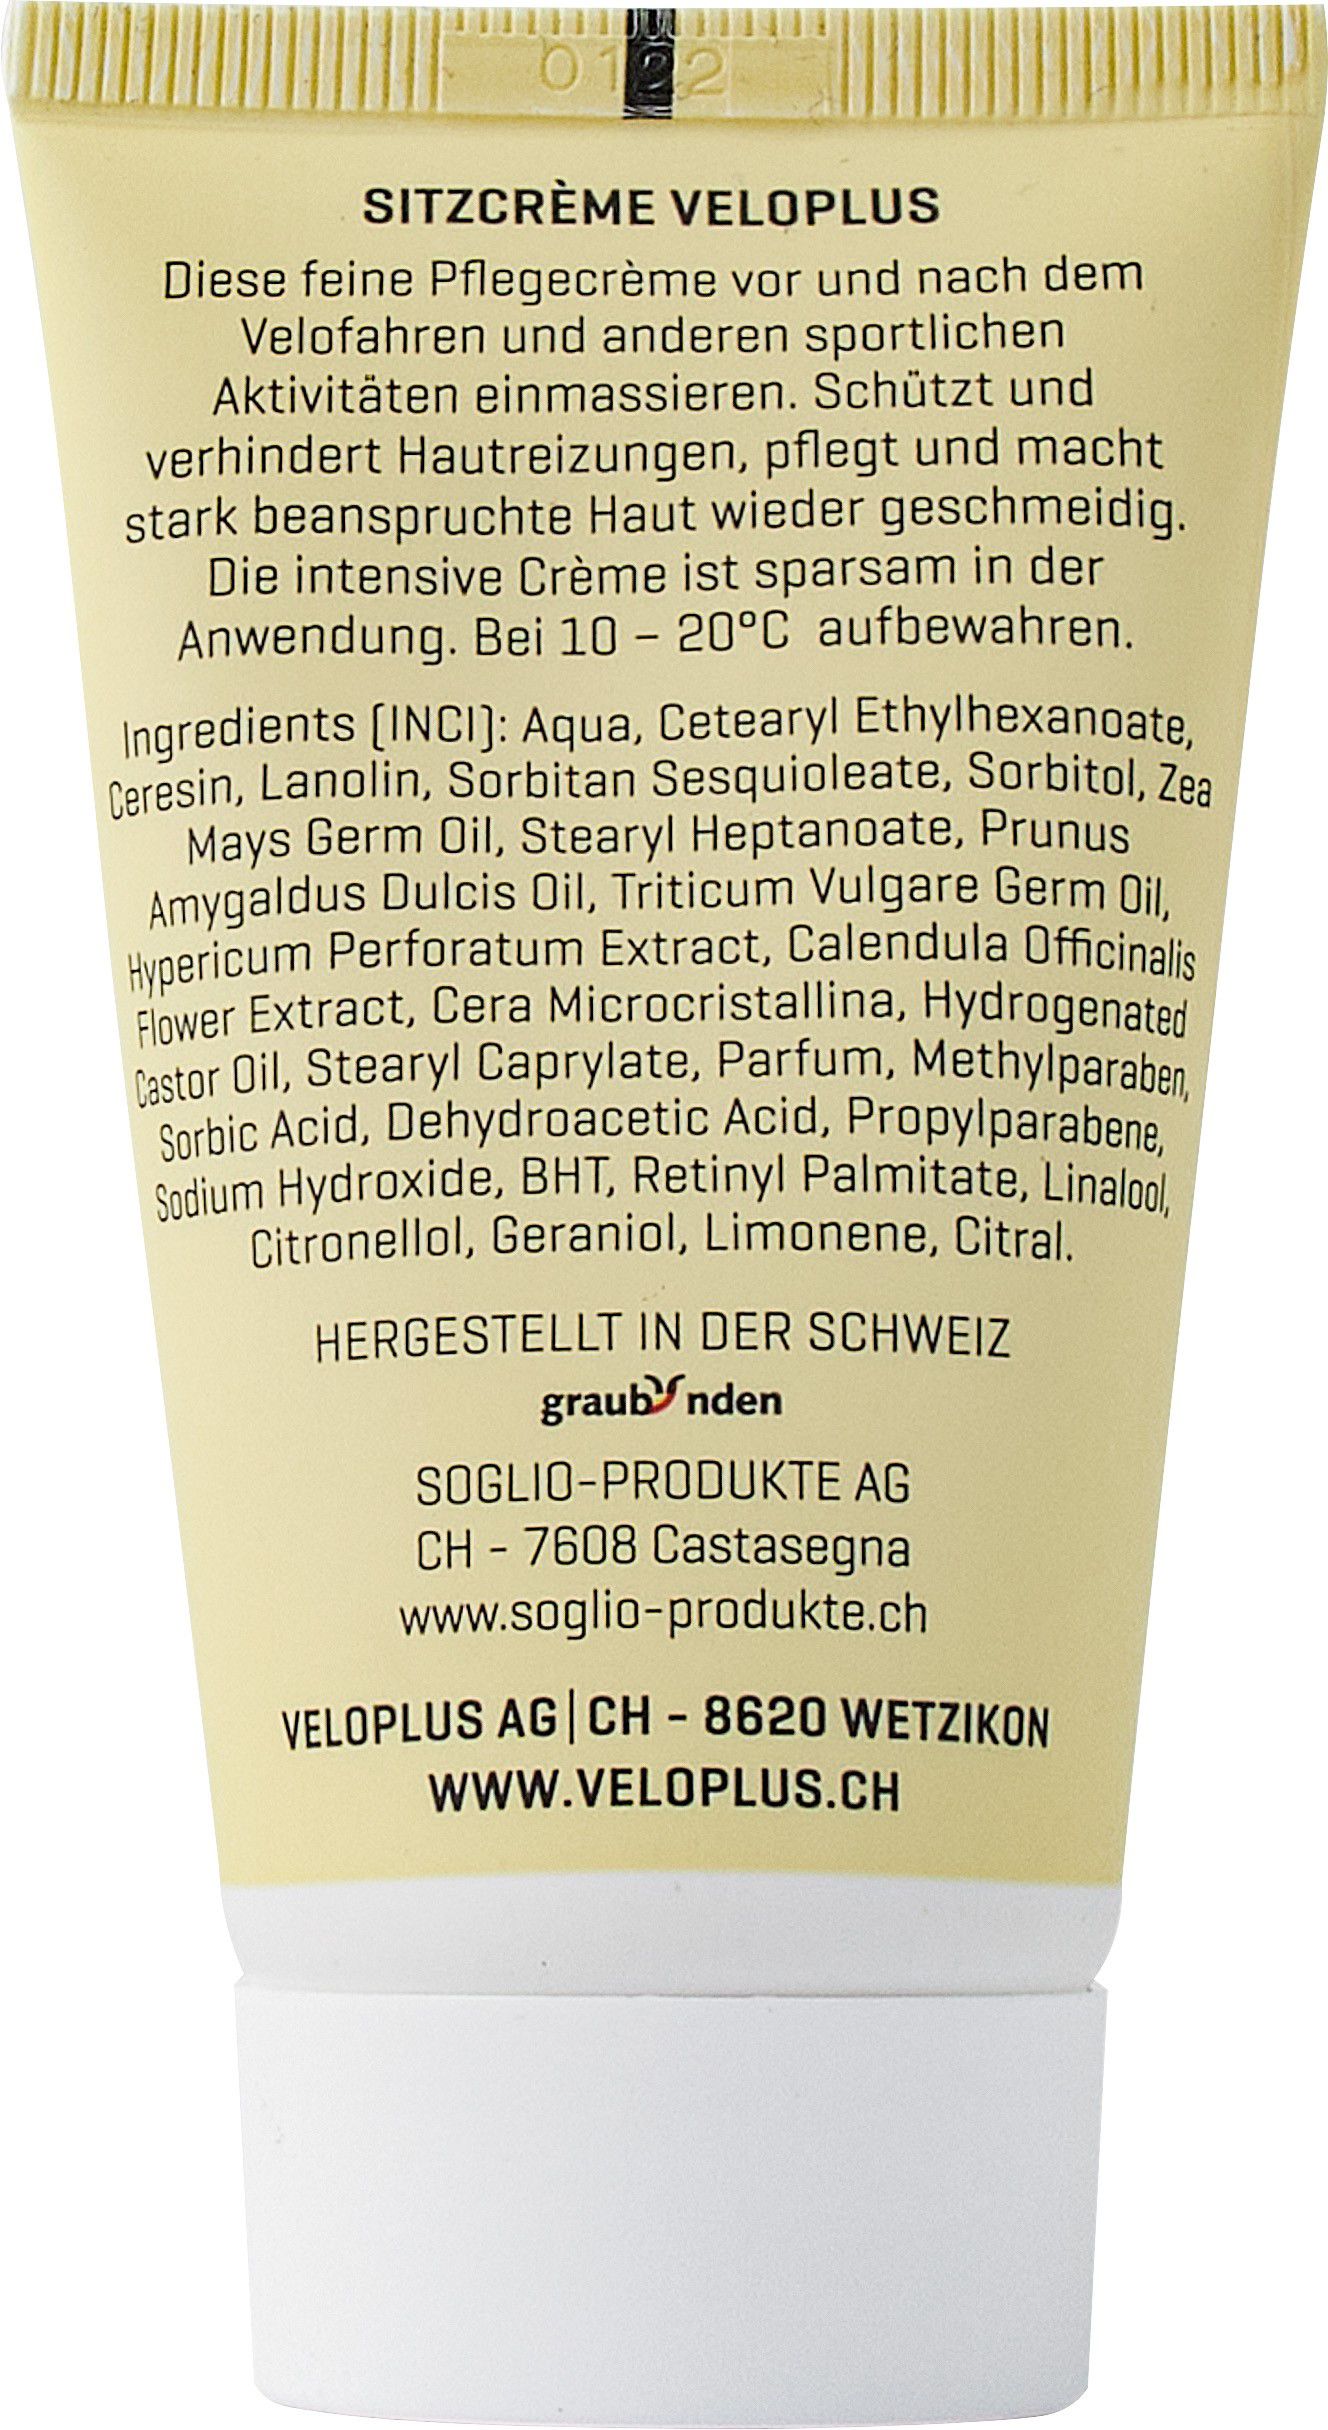 0122
SITZCRÈME VELOPLUS
Diese feine Pflegecrème vor und nach dem
Velofahren und anderen sportlichen
Aktivitäten einmassieren. Schützt und
verhindert Hautreizungen, pflegt und macht
stark beanspruchte Haut wieder geschmeidig.
Die intensive Crème ist sparsam in der
Anwendung. Bei 10 – 20°C aufbewahren.
Ingredients (INCI): Aqua, Cetearyl Ethylhexanoate,
Ceresin, Lanolin, Sorbitan Sesquioleate, Sorbitol, Zea
Mays Germ Oil, Stearyl Heptanoate, Prunus
Amygaldus Dulcis Oil, Triticum Vulgare Germ Oil,
Hypericum Perforatum Extract, Calendula Officinalis
Flower Extract, Cera Microcristallina, Hydrogenated
Castor Oil, Stearyl Caprylate, Parfum, Methylparaben,
Sorbic Acid, Dehydroacetic Acid, Propylparabene,
Sodium Hydroxide, BHT, Retinyl Palmitate, Linalool,
Citronellol, Geraniol, Limonene, Citral.
HERGESTELLT IN DER SCHWEIZ
graubünden
SOGLIO-PRODUKTE AG
CH - 7608 Castasegna
www.soglio-produkte.ch
VELOPLUS AG | CH - 8620 WETZIKON
WWW.VELOPLUS.CH